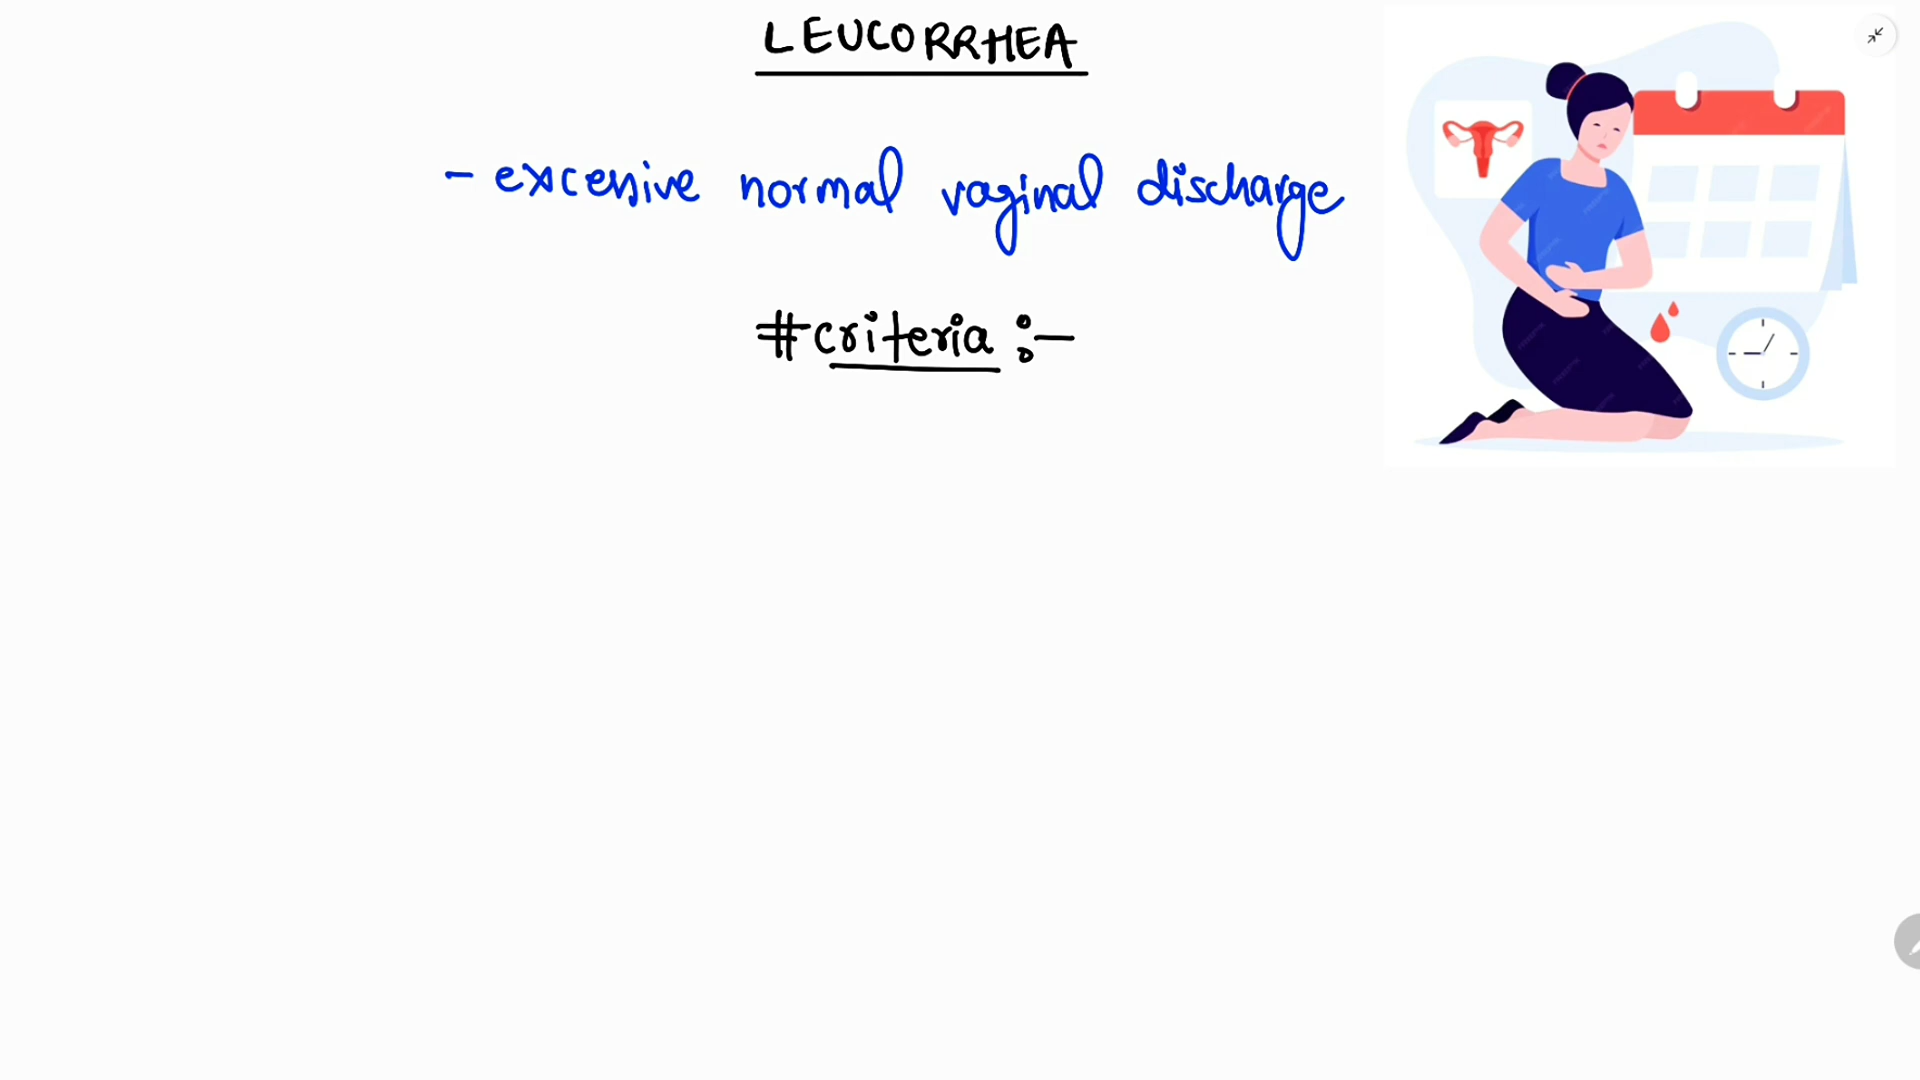 LEUCORRHEA
- excessive normal vaginal discharge
#criteria :-